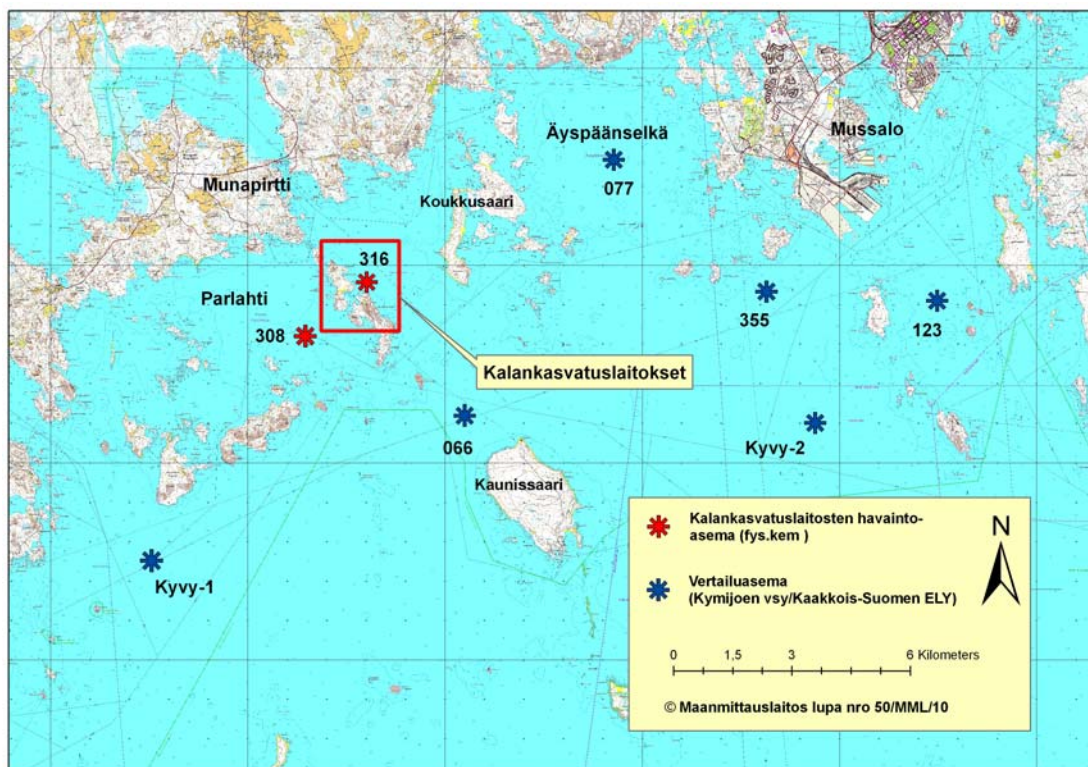 Äyspäänselkä
Mussalo
077
Munapirtti
Koukkusaari
316
Parlahti
308
355
123
Kalankasvatuslaitokset
066
Kyvy-2
Kaunissaari
Kyvy-1
Kalankasvatuslaitosten havainto-
asema (fys.kem )
N
Vertailuasema
(Kymijoen vsy/Kaakkois-Suomen ELY)
0 1,5 3 6 Kilometers
© Maanmittauslaitos lupa nro 50/MML/10